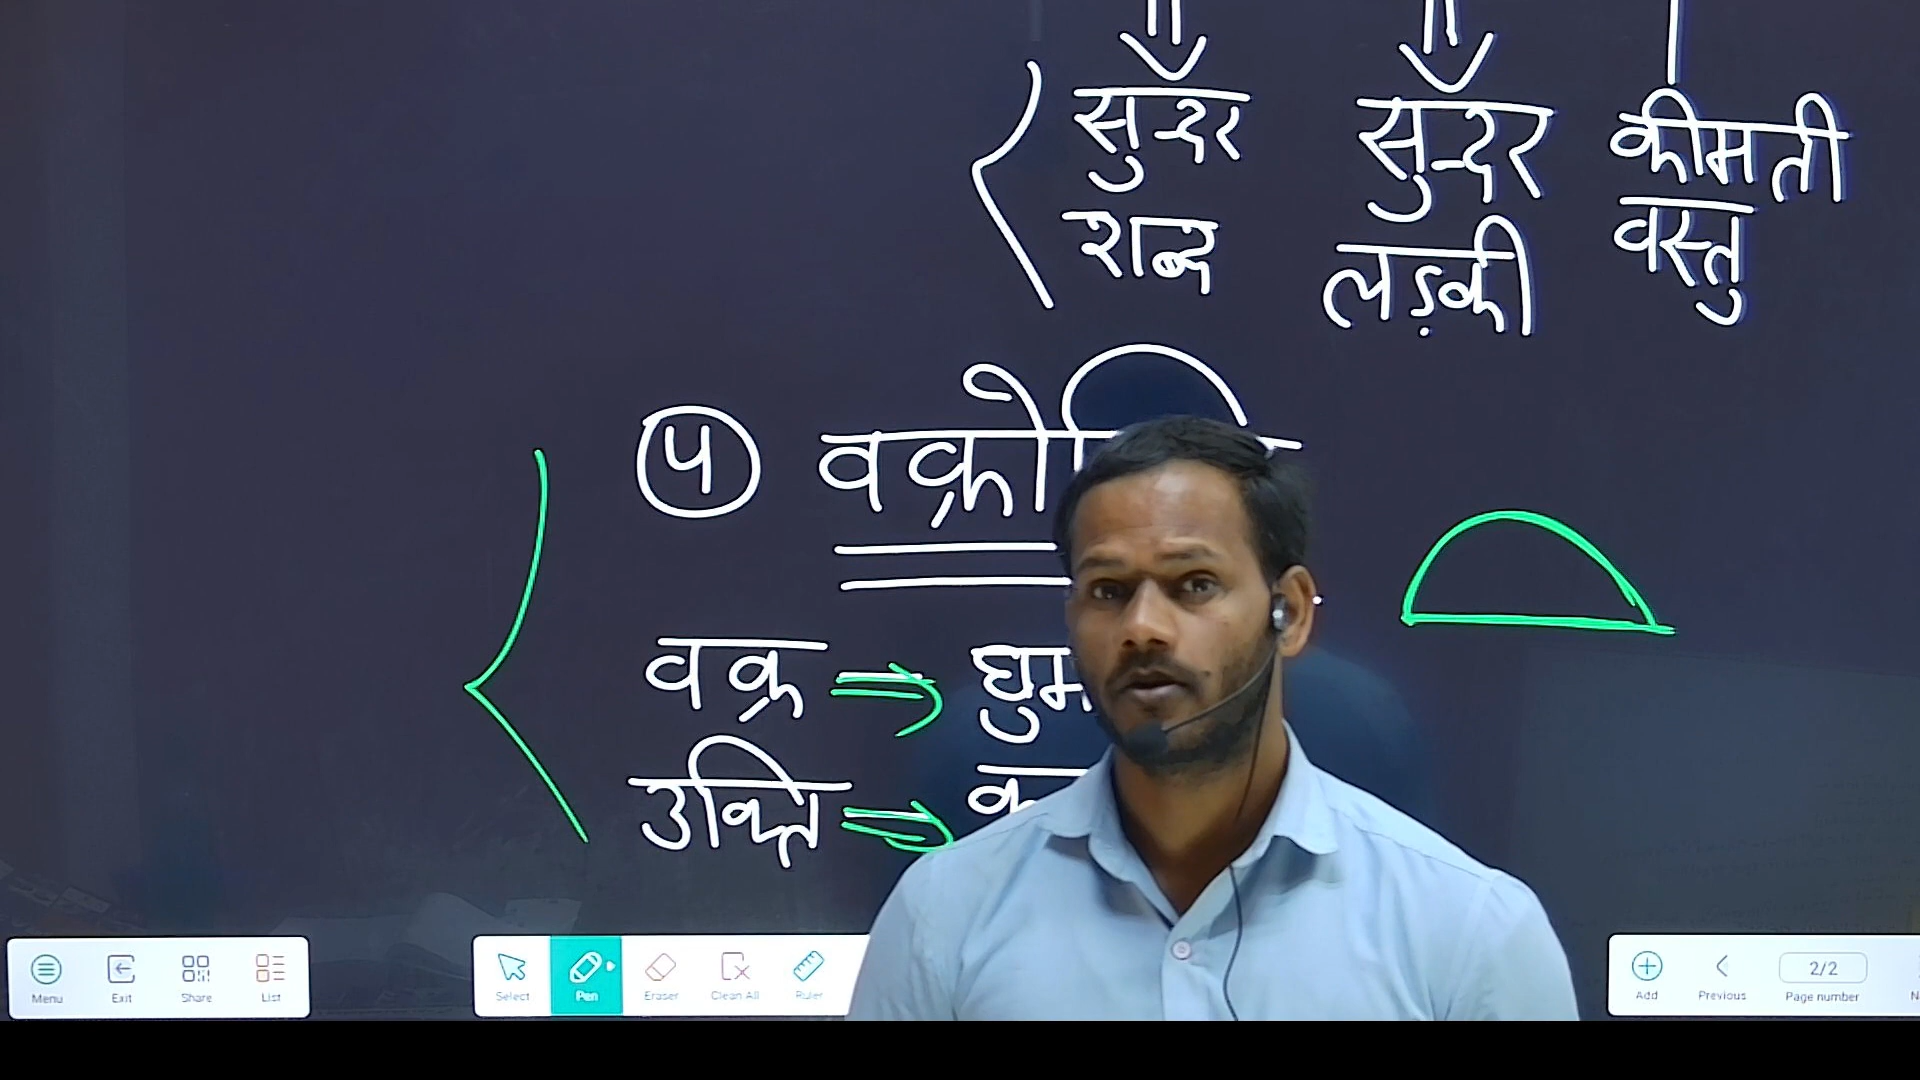 सुन्दर सुन्दर कीमती
शब्द लड़की वस्तु
५
वक्र
उक्ति
Menu Exit Share List Select Pen Eraser Clean All Ruler Add Previous 2/2 Page number